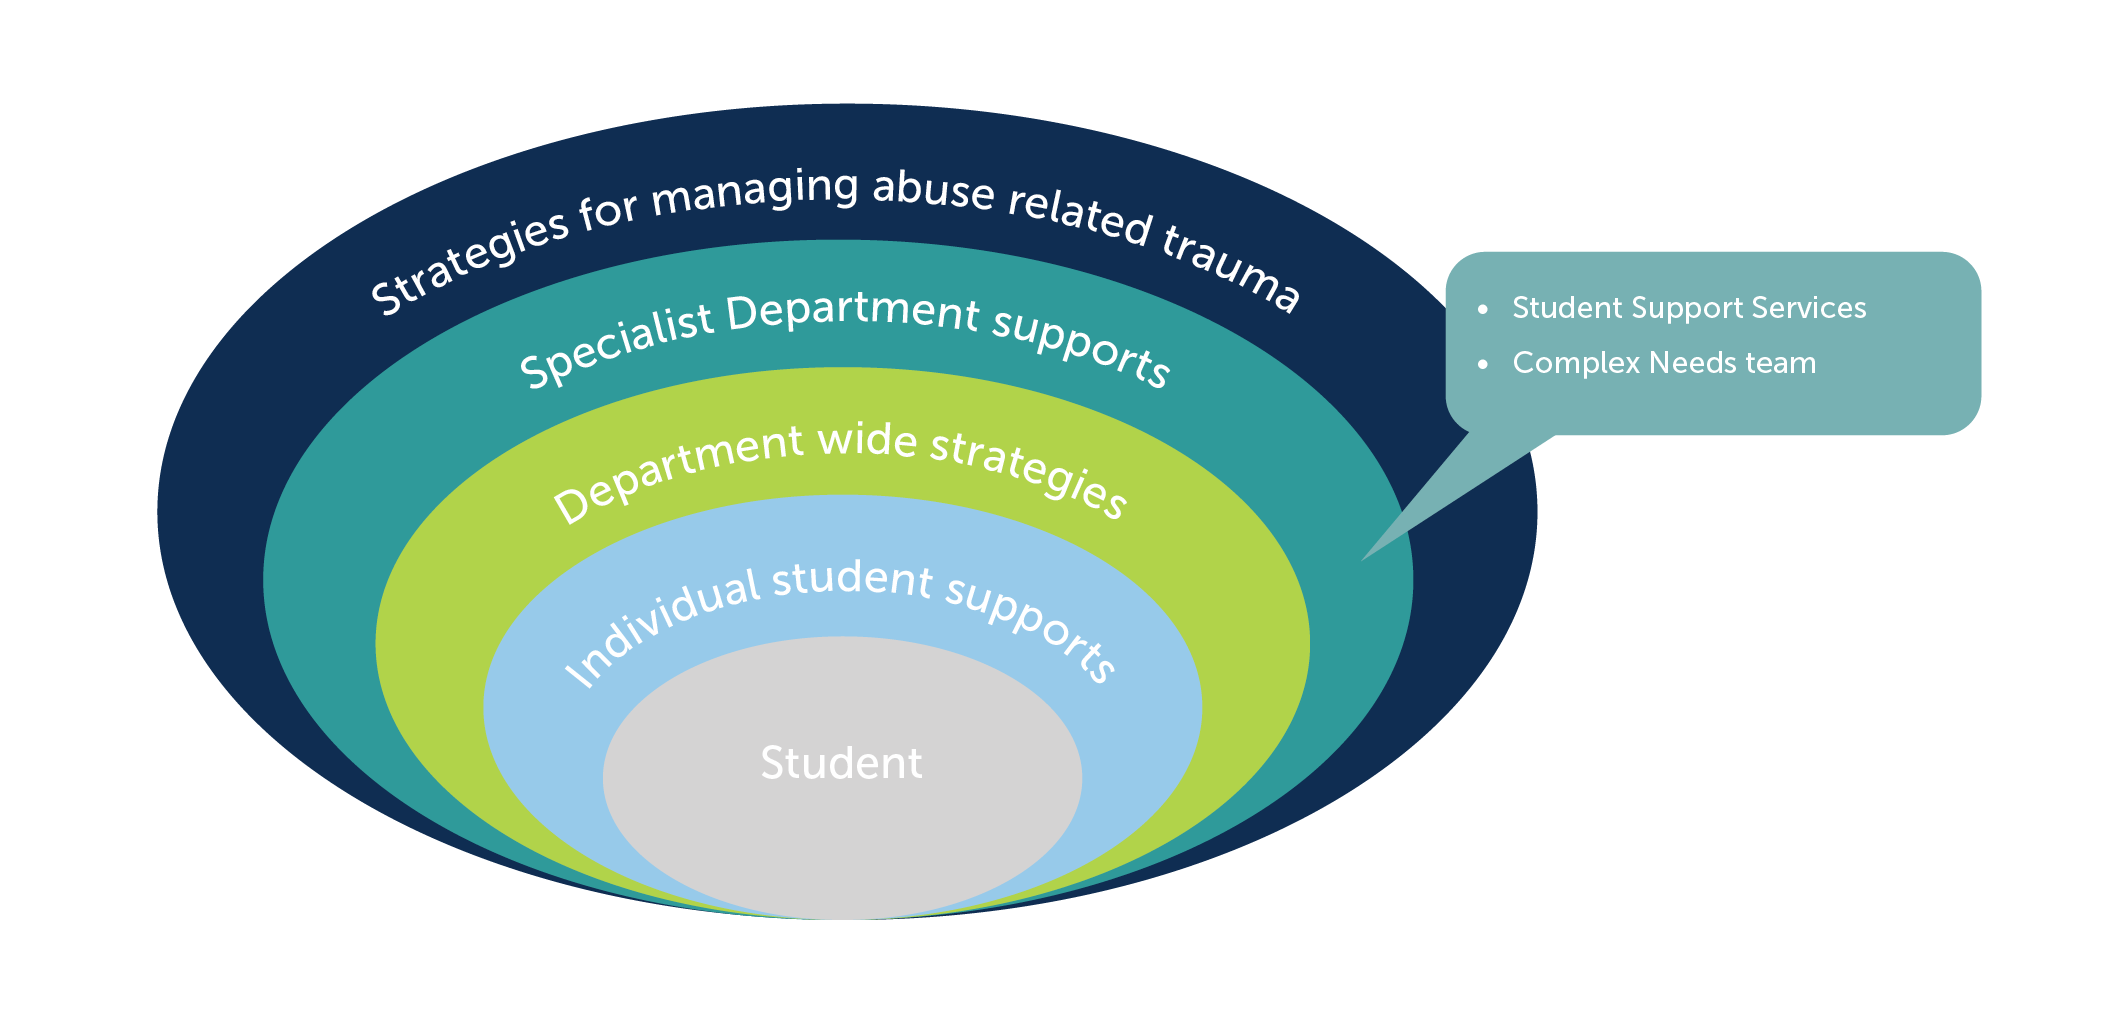 Strategies for managing abuse related trauma
Specialist Department supports
• Student Support Services
• Complex Needs team
Department wide strategies
Individual student supports
Student